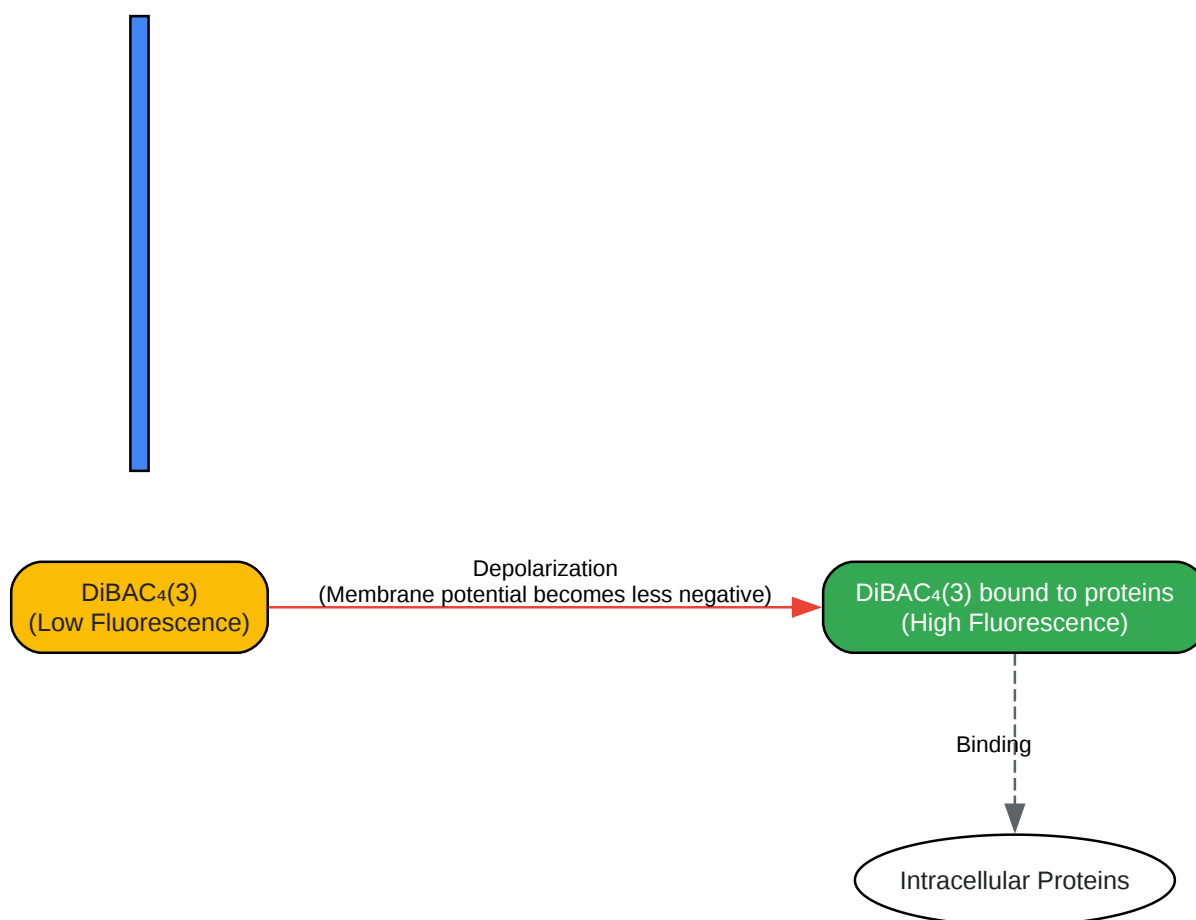 DiBAC₄(3)
(Low Fluorescence)
Depolarization
(Membrane potential becomes less negative)
DiBAC₄(3) bound to proteins
(High Fluorescence)
Binding
Intracellular Proteins